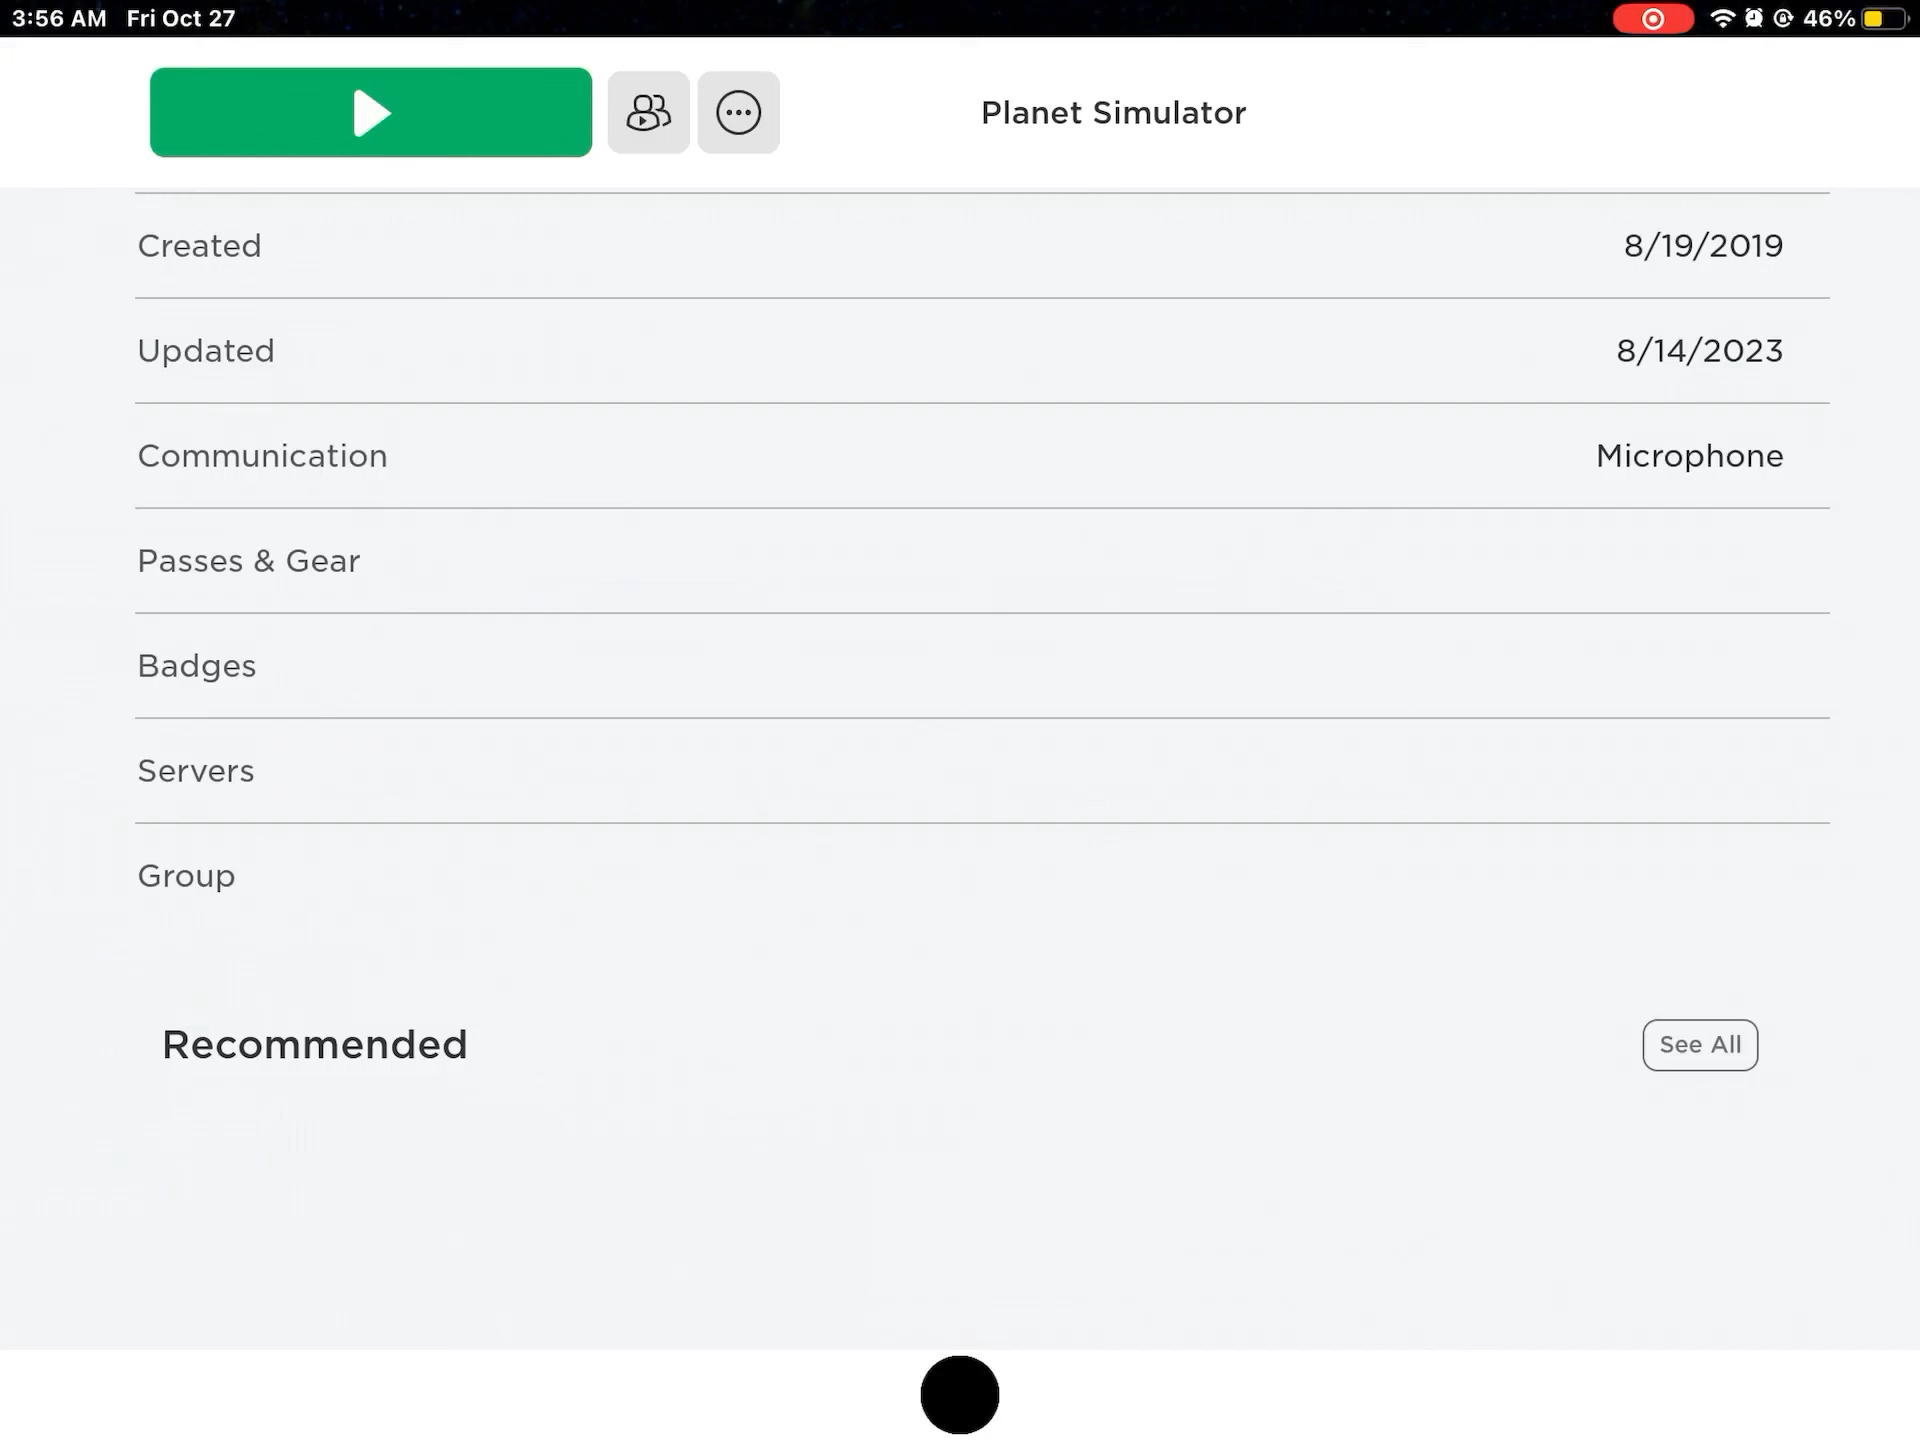 3:56 AM Fri Oct 27 46%
Planet Simulator
Created 8/19/2019
Updated 8/14/2023
Communication Microphone
Passes & Gear
Badges
Servers
Group
Recommended See All